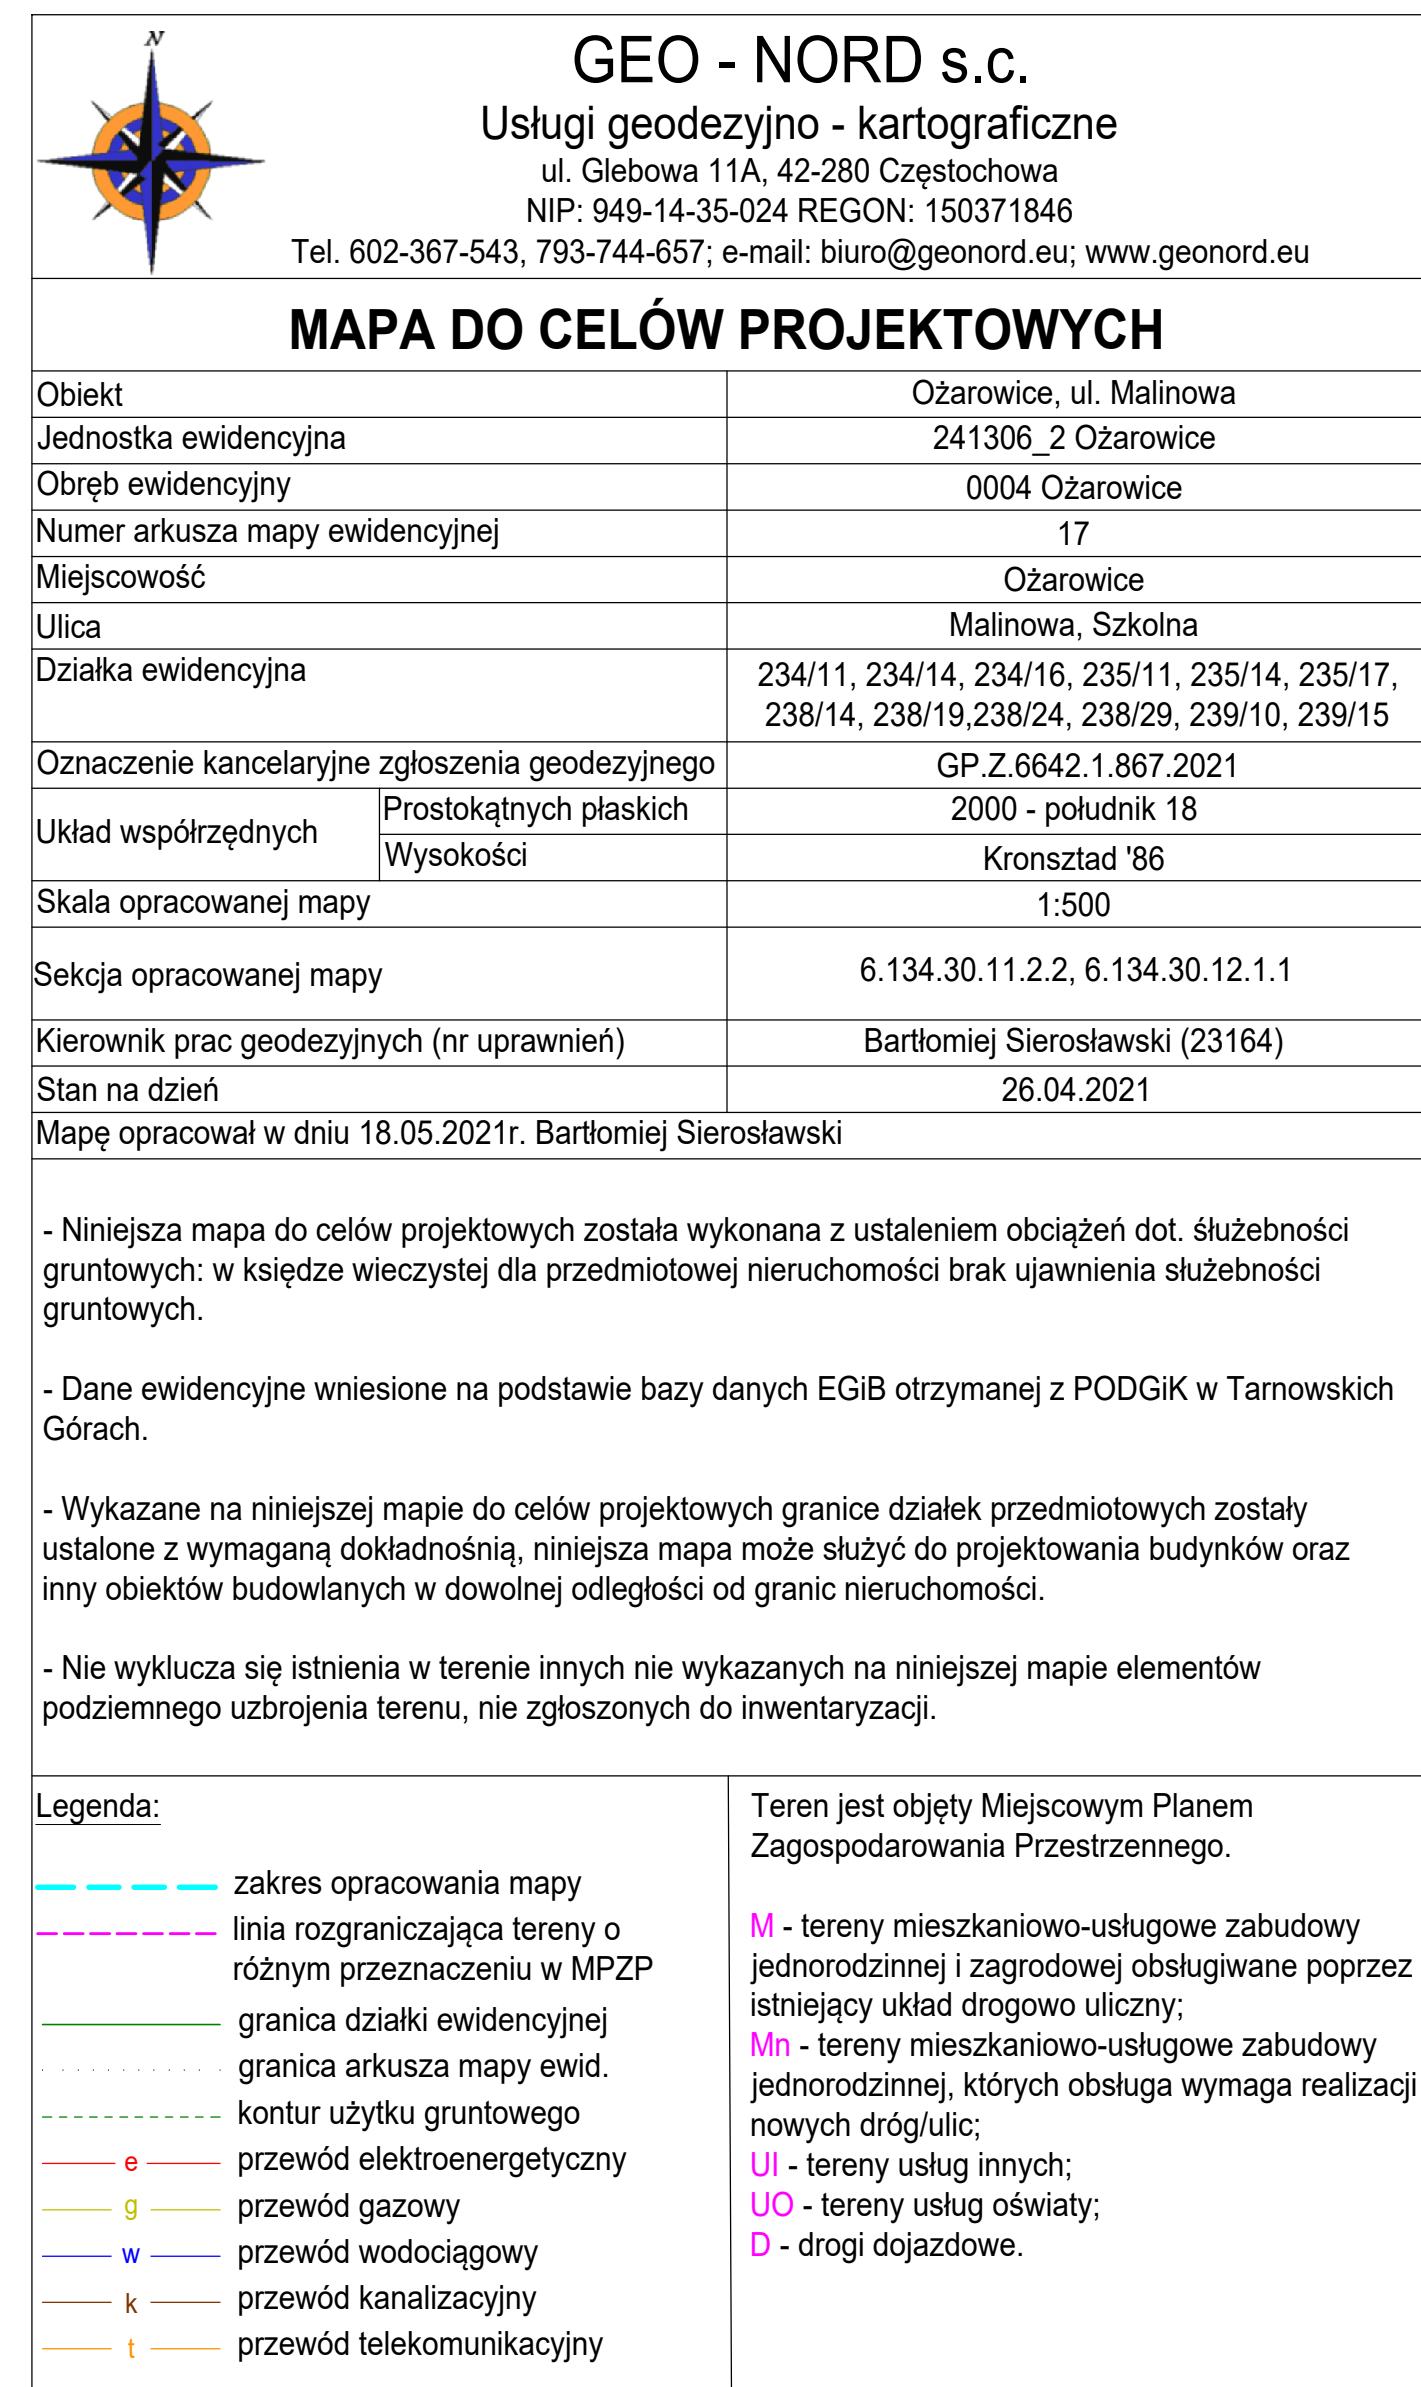 N
GEO - NORD s.c.
Usługi geodezyjno - kartograficzne
ul. Glebowa 11A, 42-280 Częstochowa
NIP: 949-14-35-024 REGON: 150371846
Tel. 602-367-543, 793-744-657; e-mail: biuro@geonord.eu; www.geonord.eu
MAPA DO CELÓW PROJEKTOWYCH
Obiekt Ożarowice, ul. Malinowa
Jednostka ewidencyjna 241306_2 Ożarowice
Obręb ewidencyjny 0004 Ożarowice
Numer arkusza mapy ewidencyjnej 17
Miejscowość Ożarowice
Ulica Malinowa, Szkolna
Działka ewidencyjna 234/11, 234/14, 234/16, 235/11, 235/14, 235/17,
238/14, 238/19,238/24, 238/29, 239/10, 239/15
Oznaczenie kancelaryjne zgłoszenia geodezyjnego GP.Z.6642.1.867.2021
Układ współrzędnych Prostokątnych płaskich 2000 - południk 18
Wysokości Kronsztad '86
Skala opracowanej mapy 1:500
Sekcja opracowanej mapy 6.134.30.11.2.2, 6.134.30.12.1.1
Kierownik prac geodezyjnych (nr uprawnień) Bartłomiej Sierosławski (23164)
Stan na dzień 26.04.2021
Mapę opracował w dniu 18.05.2021r. Bartłomiej Sierosławski
- Niniejsza mapa do celów projektowych została wykonana z ustaleniem obciążeń dot. śłużebności
gruntowych: w księdze wieczystej dla przedmiotowej nieruchomości brak ujawnienia służebności
gruntowych.
- Dane ewidencyjne wniesione na podstawie bazy danych EGiB otrzymanej z PODGiK w Tarnowskich
Górach.
- Wykazane na niniejszej mapie do celów projektowych granice działek przedmiotowych zostały
ustalone z wymaganą dokładnośnią, niniejsza mapa może służyć do projektowania budynków oraz
inny obiektów budowlanych w dowolnej odległości od granic nieruchomości.
- Nie wyklucza się istnienia w terenie innych nie wykazanych na niniejszej mapie elementów
podziemnego uzbrojenia terenu, nie zgłoszonych do inwentaryzacji.
Legenda:
zakres opracowania mapy
linia rozgraniczająca tereny o
różnym przeznaczeniu w MPZP
granica działki ewidencyjnej
granica arkusza mapy ewid.
kontur użytku gruntowego
e przewód elektroenergetyczny
g przewód gazowy
w przewód wodociągowy
k przewód kanalizacyjny
t przewód telekomunikacyjny
Teren jest objęty Miejscowym Planem
Zagospodarowania Przestrzennego.
M - tereny mieszkaniowo-usługowe zabudowy
jednorodzinnej i zagrodowej obsługiwane poprzez
istniejący układ drogowo uliczny;
Mn - tereny mieszkaniowo-usługowe zabudowy
jednorodzinnej, których obsługa wymaga realizacji
nowych dróg/ulic;
UI - tereny usług innych;
UO - tereny usług oświaty;
D - drogi dojazdowe.